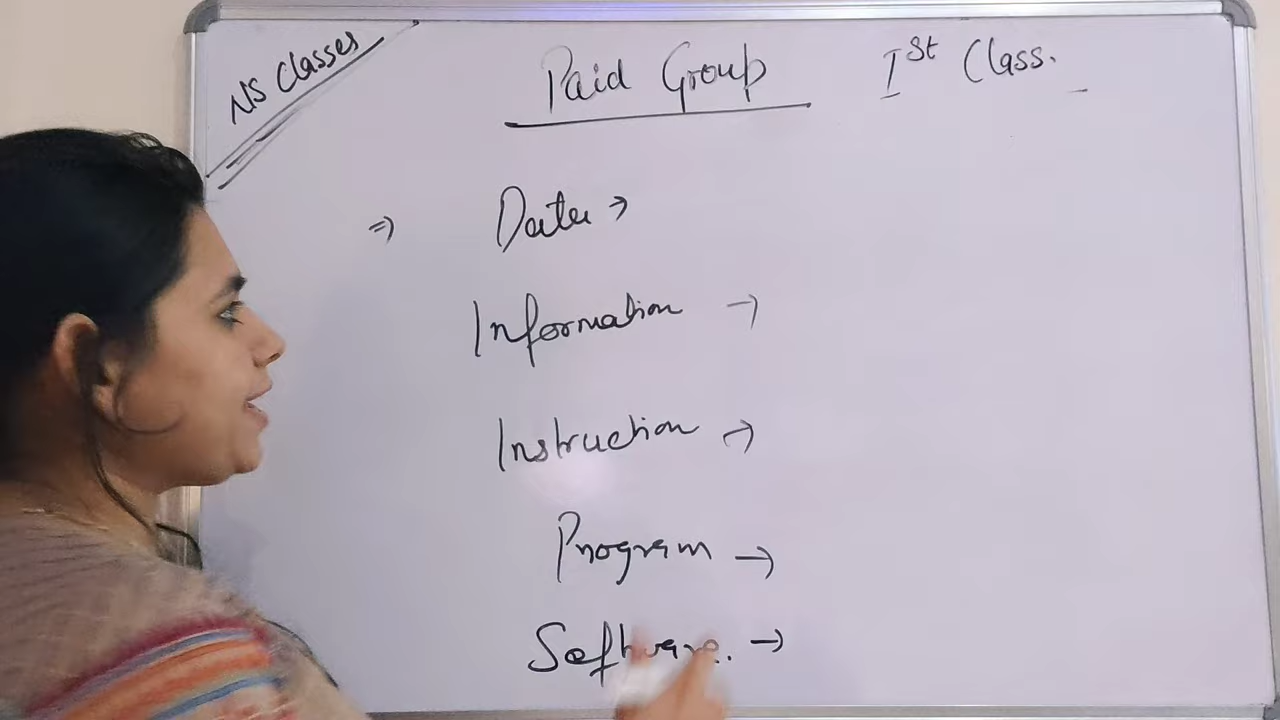 NS Classes
Paid Group Ist Class.
⇒ Data →
Information →
Instruction →
Program →
Software. →